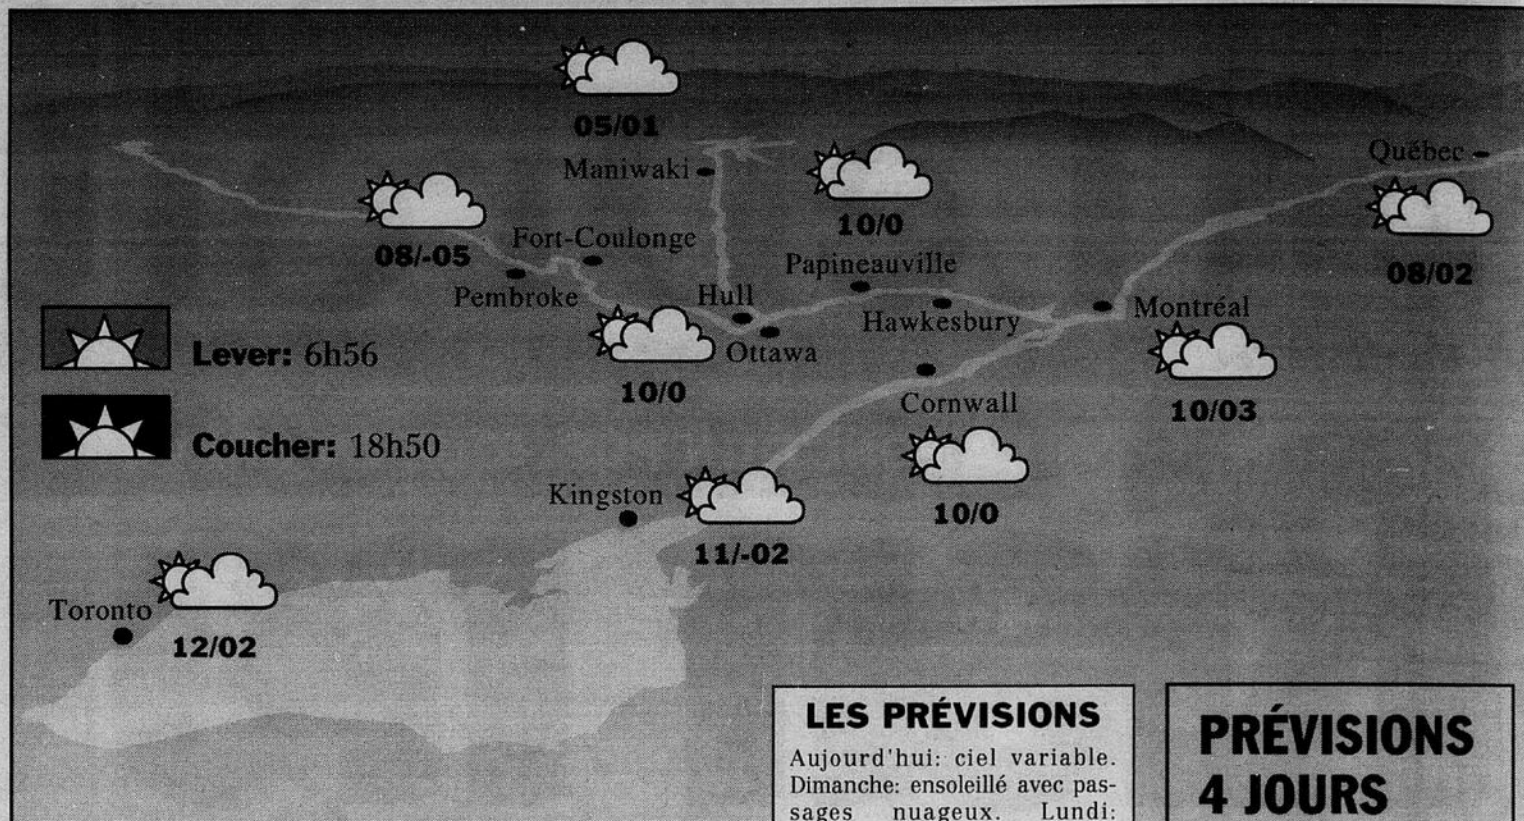 05/01
Maniwaki
10/0
Québec
08/02
08/-05
Fort-Coulonge
Pembroke
Papineauville
Hull
Ottawa
Hawkesbury
Montréal
10/03
10/0
Cornwall
10/0
Lever: 6h56
Coucher: 18h50
Kingston
11/-02
Toronto
12/02
LES PRÉVISIONS
Aujourd'hui: ciel variable.
Dimanche: ensoleillé avec pas-
sages nuageux. Lundi:
PRÉVISIONS
4 JOURS